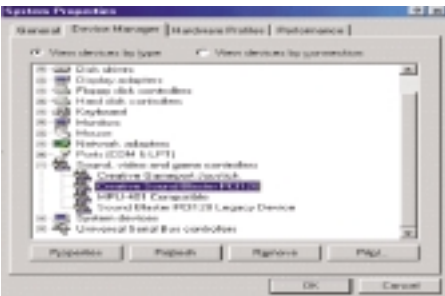 System Properties
General Device Manager Hardware Profiles Performance
View devices by type View devices by connection
Disk drives
Display adapters
Floppy disk controllers
Hard disk controllers
Keyboard
Monitors
Mouse
Network adapters
Ports (COM & LPT)
Sound, video and game controllers
Creative Gameport Joystick
Creative Sound Blaster PCI128
MPU-401 Compatible
Sound Blaster PCI128 Legacy Device
System devices
Universal Serial Bus controllers
Properties Refresh Remove Print...
OK Cancel